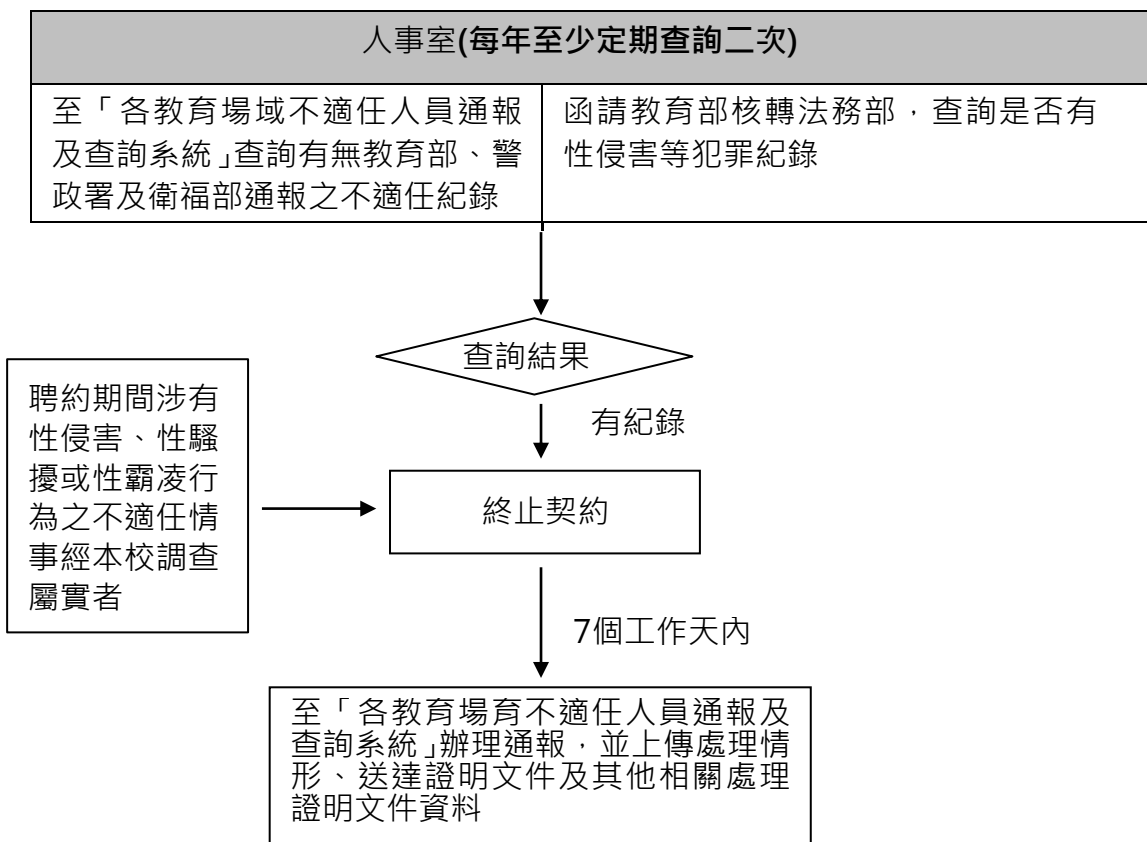 人事室(每年至少定期查詢二次)
至「各教育場域不適任人員通報
及查詢系統」查詢有無教育部、警
政署及衛福部通報之不適任紀錄
函請教育部核轉法務部，查詢是否有
性侵害等犯罪紀錄
查詢結果
有紀錄
聘約期間涉有
性侵害、性騷
擾或性霸凌行
為之不適任情
事經本校調查
屬實者
終止契約
7個工作天內
至「各教育場育不適任人員通報及
查詢系統」辦理通報，並上傳處理情
形、送達證明文件及其他相關處理
證明文件資料